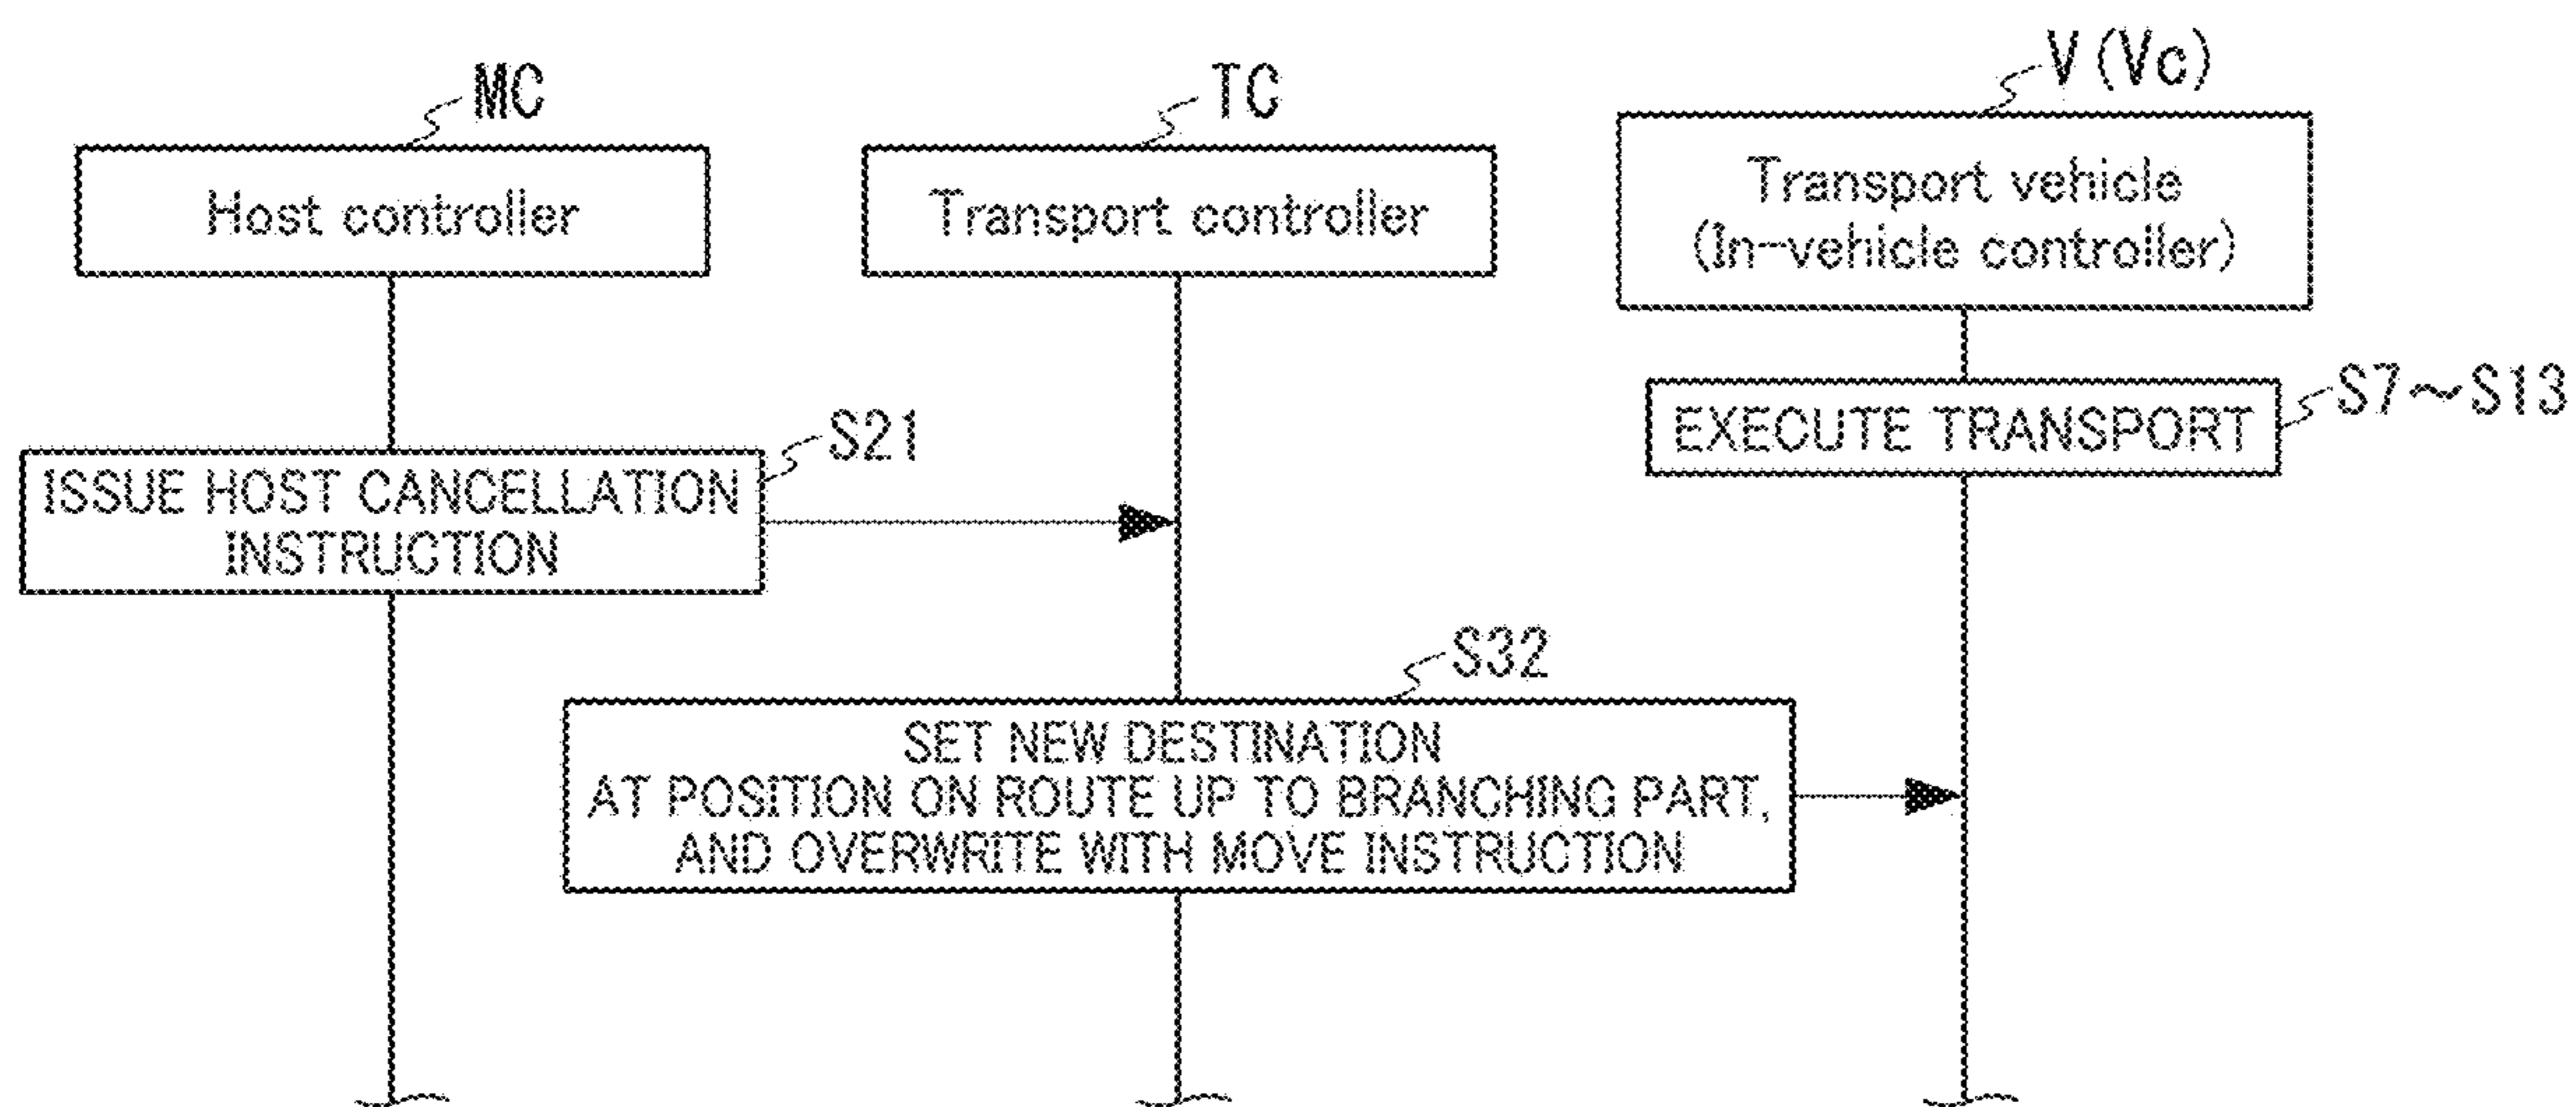 MC
TC
V (Vc)
Host controller
Transport controller
Transport vehicle
(In-vehicle controller)
EXECUTE TRANSPORT
S7~S13
S21
ISSUE HOST CANCELLATION
INSTRUCTION
S32
SET NEW DESTINATION
AT POSITION ON ROUTE UP TO BRANCHING PART,
AND OVERWRITE WITH MOVE INSTRUCTION